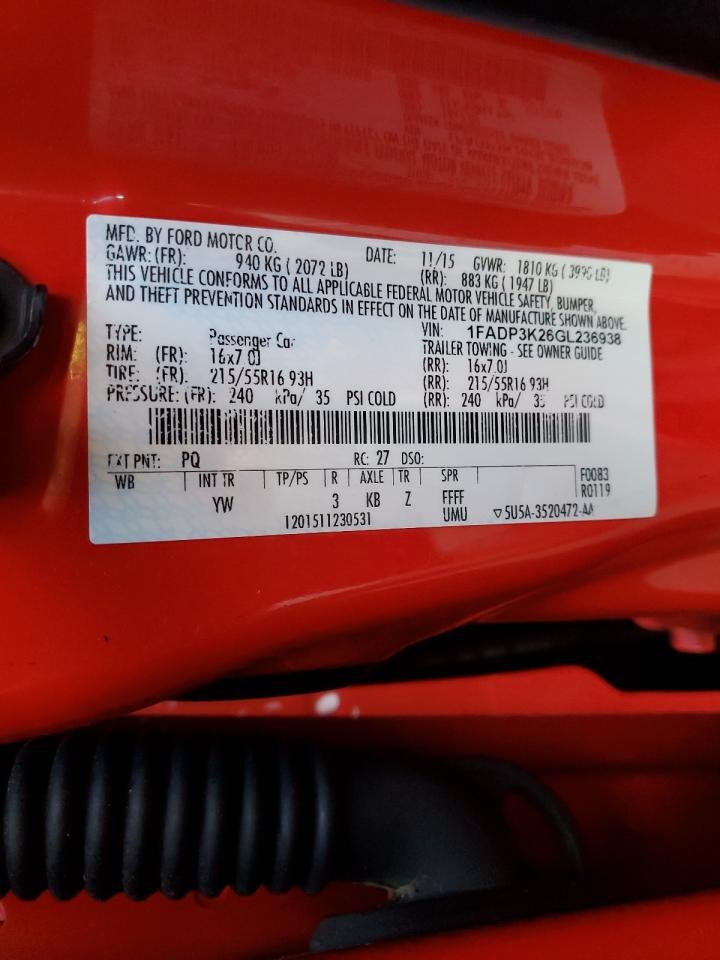 MFD. BY FORD MOTOR CO. DATE: 11/15 GVWR: 1810 KG ( LB)
GAWR: (FR): 940 KG ( 2072 LB) (RR): 883 KG ( 1947 LB)
THIS VEHICLE CONFORMS TO ALL APPLICABLE FEDERAL MOTOR VEHICLE SAFETY, BUMPER,
AND THEFT PREVENTION STANDARDS IN EFFECT ON THE DATE OF MANUFACTURE SHOWN ABOVE.
VIN: 1FADP3K26GL236938
TYPE: Passenger Car TRAILER TOWING - SEE OWNER GUIDE
RIM: (FR): 16x7.0J (RR): 16x7.0J
TIRE: (FR): 215/55R16 93H (RR): 215/55R16 93H
PRESSURE: (FR): 240 kPa/ 35 PSI COLD (RR): 240 kPa/ 35 PSI COLD
EXT PNT: PQ RC: 27 DSO:
WB INT TR TP/PS R AXLE TR SPR F0083
YW 3 KB Z FFFF R0119
1201511230531 UMU ▽5U5A-3520472-AA